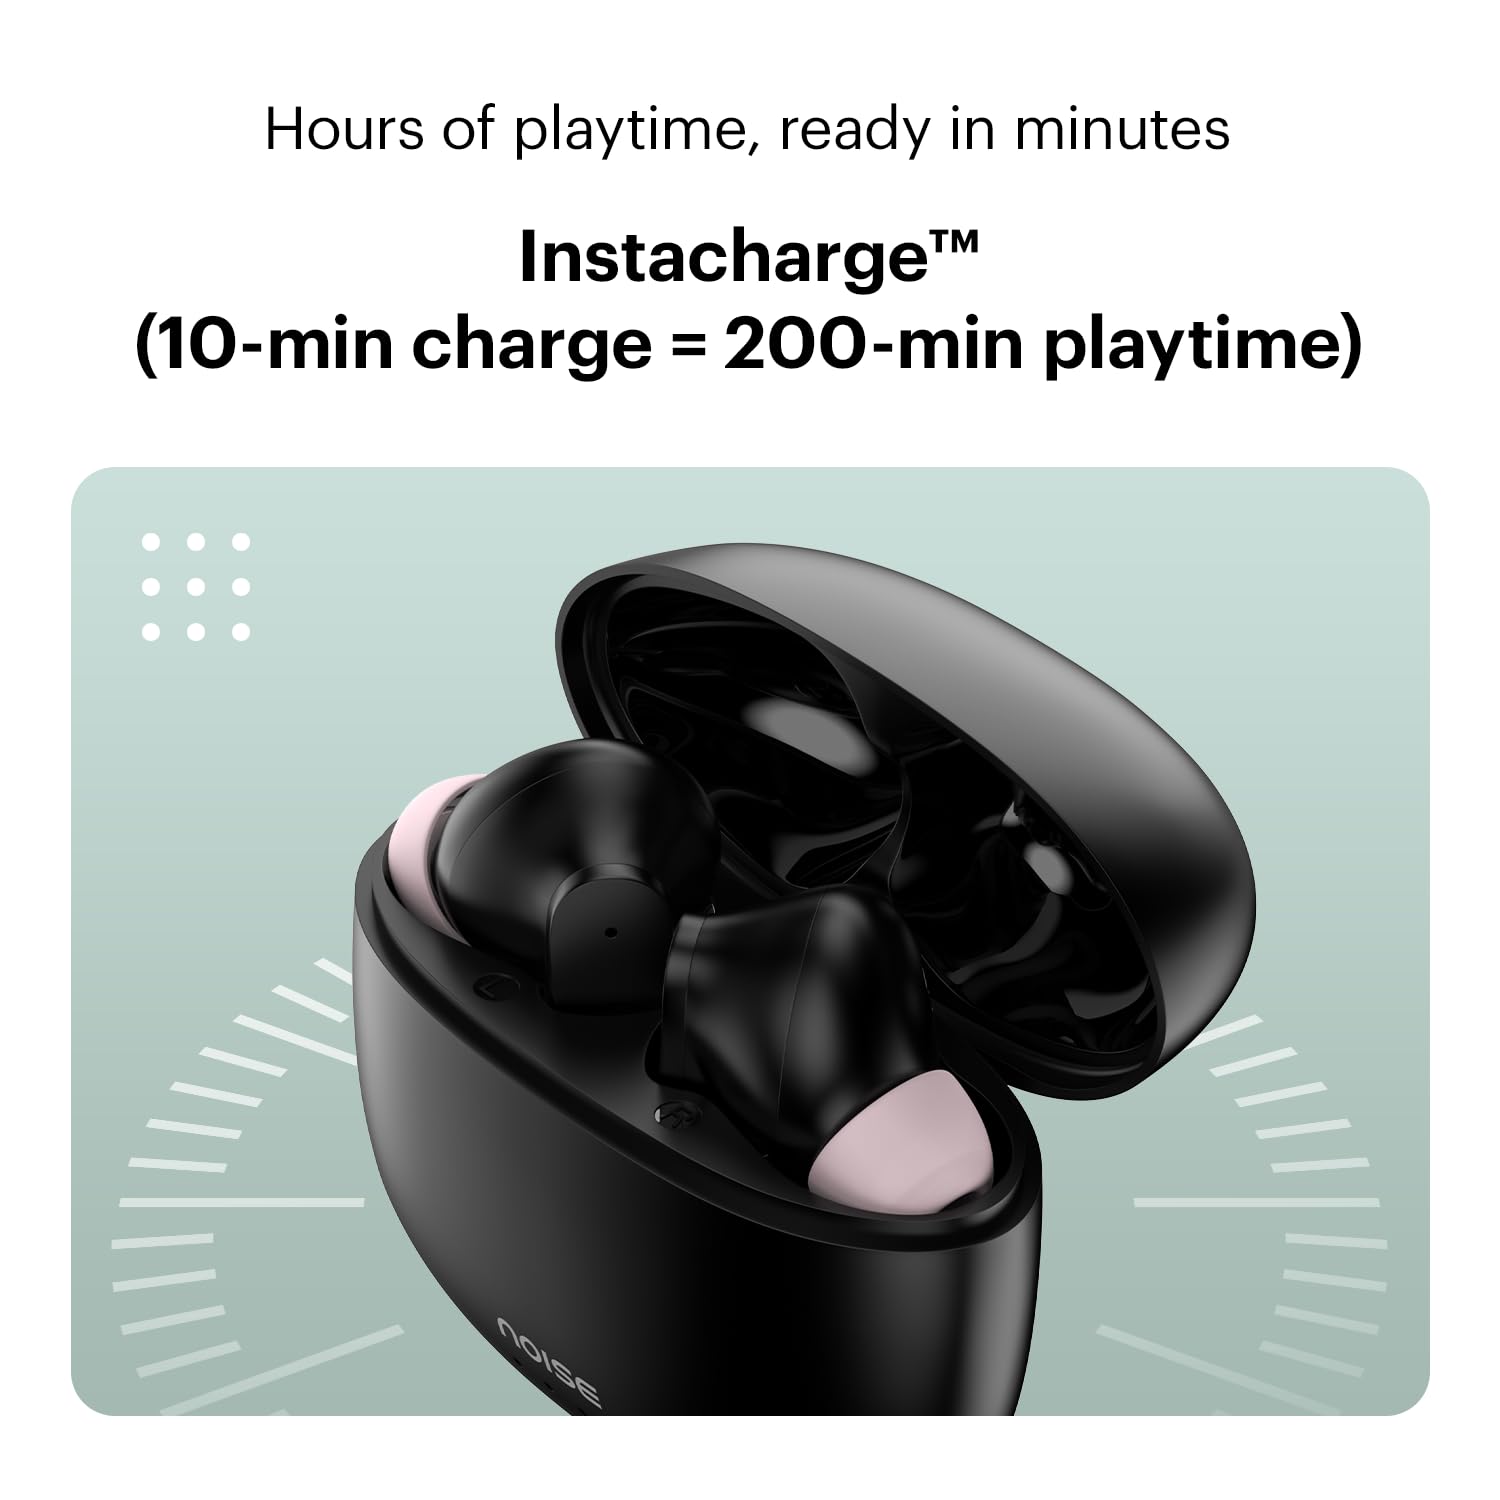 Hours of playtime, ready in minutes
Instacharge™
(10-min charge = 200-min playtime)
L
R
NOISE